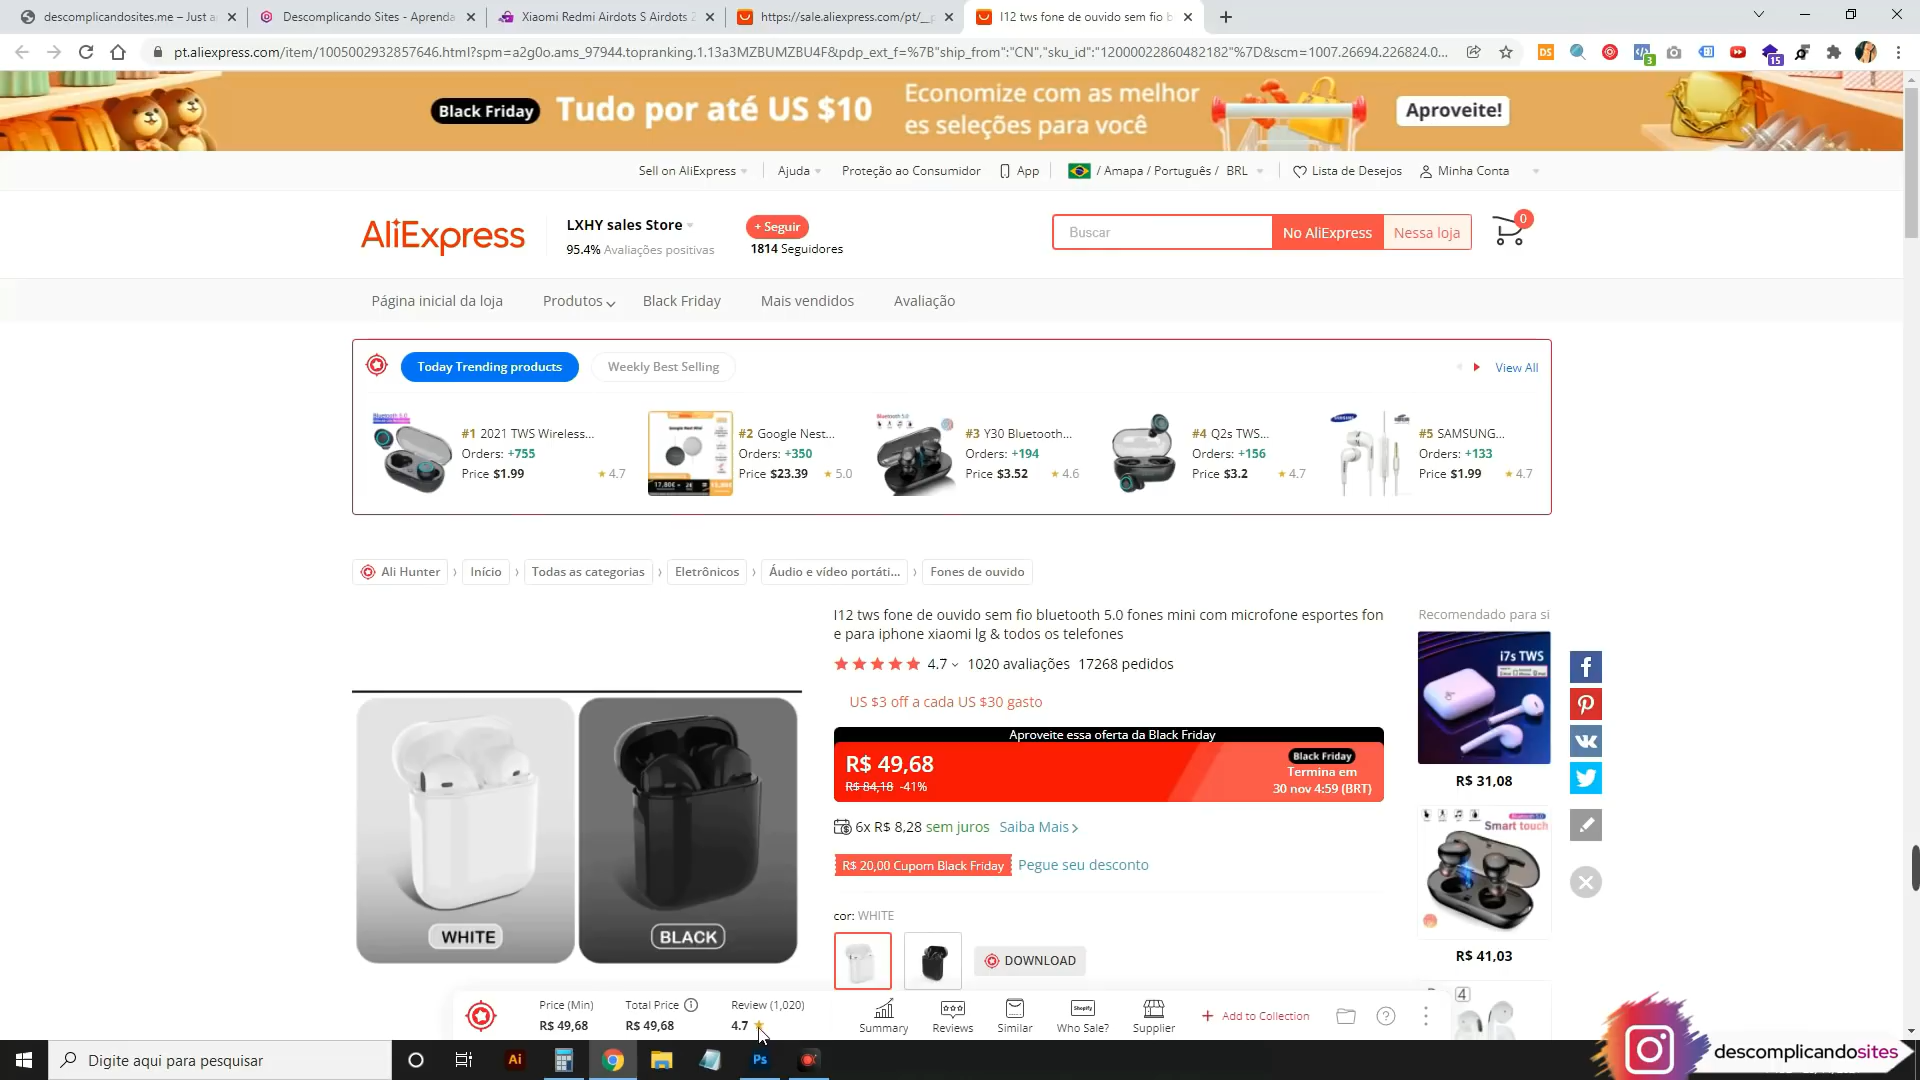 descomplicandosites.me – Just a
Descomplicando Sites - Aprenda
Xiaomi Redmi Airdots S Airdots 2
https://sale.aliexpress.com/pt/__p
I12 tws fone de ouvido sem fio b
pt.aliexpress.com/item/1005002932857646.html?spm=a2g0o.ams_97944.topranking.1.13a3MZBUMZBU4F&pdp_ext_f=%7B"ship_from":"CN","sku_id":"12000022860482182"%7D&scm=1007.26694.226824.0...
DS
3
15
Black Friday
Tudo por até US $10
Economize com as melhor
es seleções para você
Aproveite!
Sell on AliExpress
Ajuda
Proteção ao Consumidor
App
/ Amapa / Português / BRL
Lista de Desejos
Minha Conta
AliExpress
LXHY sales Store
95.4% Avaliações positivas
+ Seguir
1814 Seguidores
Buscar
No AliExpress
Nessa loja
0
Página inicial da loja
Produtos
Black Friday
Mais vendidos
Avaliação
Today Trending products
Weekly Best Selling
View All
#1 2021 TWS Wireless...
Orders: +755
Price $1.99
4.7
#2 Google Nest...
Orders: +350
Price $23.39
5.0
#3 Y30 Bluetooth...
Orders: +194
Price $3.52
4.6
#4 Q2s TWS...
Orders: +156
Price $3.2
4.7
SAMSUNG
#5 SAMSUNG...
Orders: +133
Price $1.99
4.7
Ali Hunter
Início
Todas as categorias
Eletrônicos
Áudio e vídeo portáti...
Fones de ouvido
I12 tws fone de ouvido sem fio bluetooth 5.0 fones mini com microfone esportes fon
e para iphone xiaomi lg & todos os telefones
4.7
1020 avaliações
17268 pedidos
US $3 off a cada US $30 gasto
Aproveite essa oferta da Black Friday
R$ 49,68
R$ 84,18 -41%
Black Friday
Termina em
30 nov 4:59 (BRT)
6x R$ 8,28 sem juros
Saiba Mais
R$ 20,00 Cupom Black Friday
Pegue seu desconto
cor: WHITE
DOWNLOAD
WHITE
BLACK
Recomendado para si
i7s TWS
R$ 31,08
Smart touch
R$ 41,03
4
Price (Min)
R$ 49,68
Total Price
R$ 49,68
Review (1,020)
4.7
Summary
Reviews
Similar
Shopify
Who Sale?
Supplier
+ Add to Collection
Digite aqui para pesquisar
Ai
Ps
descomplicandosites